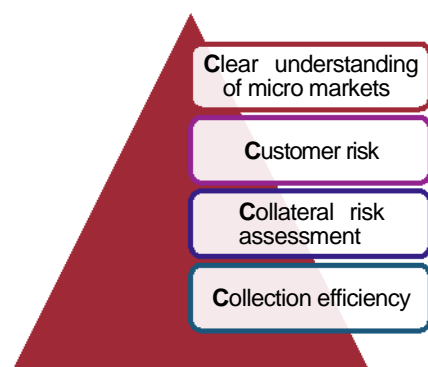 Clear understanding
of micro markets
Customer risk
Collateral risk
assessment
Collection efficiency